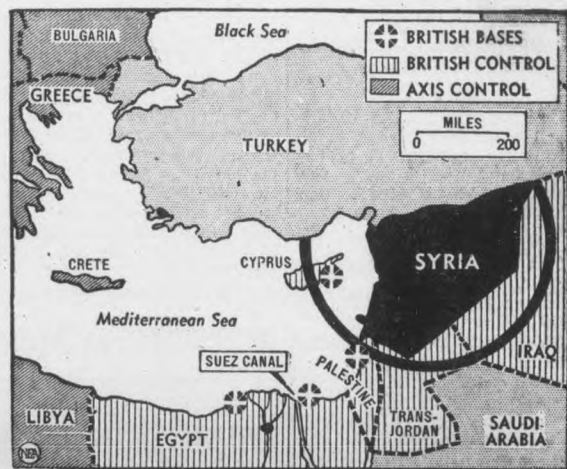 BULGARIA
Black Sea
BRITISH BASES
BRITISH CONTROL
AXIS CONTROL
GREECE
MILES
0 200
TURKEY
CRETE
CYPRUS
SYRIA
Mediterranean Sea
SUEZ CANAL
PALESTINE
IRAQ
LIBYA
EGYPT
TRANS-
JORDAN
SAUDI-
ARABIA
NEA